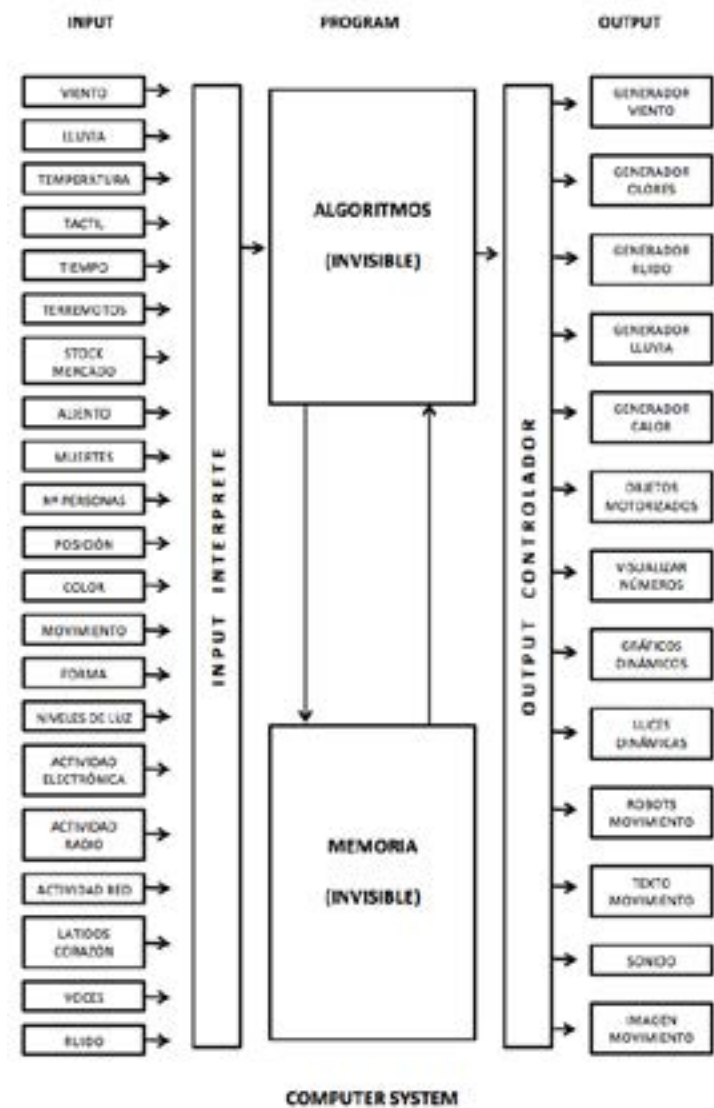 INPUT
PROGRAM
OUTPUT
VIENTO
LLUVIA
TEMPERATURA
TACTIL
TIEMPO
TERREMOTOS
STOCK
MERCADO
ALIENTO
MUERTES
Nº PERSONAS
POSICIÓN
COLOR
MOVIMIENTO
FORMA
NIVELES DE LUZ
ACTIVIDAD
ELECTRÓNICA
ACTIVIDAD
RADIO
ACTIVIDAD RED
LATIDOS
CORAZÓN
VOCES
RUIDO
INPUT INTERPRETE
ALGORITMOS
(INVISIBLE)
MEMORIA
(INVISIBLE)
OUTPUT CONTROLADOR
GENERADOR
VIENTO
GENERADOR
OLORES
GENERADOR
RUIDO
GENERADOR
LLUVIA
GENERADOR
CALOR
OBJETOS
MOTORIZADOS
VISUALIZAR
NÚMEROS
GRÁFICOS
DINÁMICOS
LUCES
DINÁMICAS
ROBOTS
MOVIMIENTO
TEXTO
MOVIMIENTO
SONIDO
IMAGEN
MOVIMIENTO
COMPUTER SYSTEM